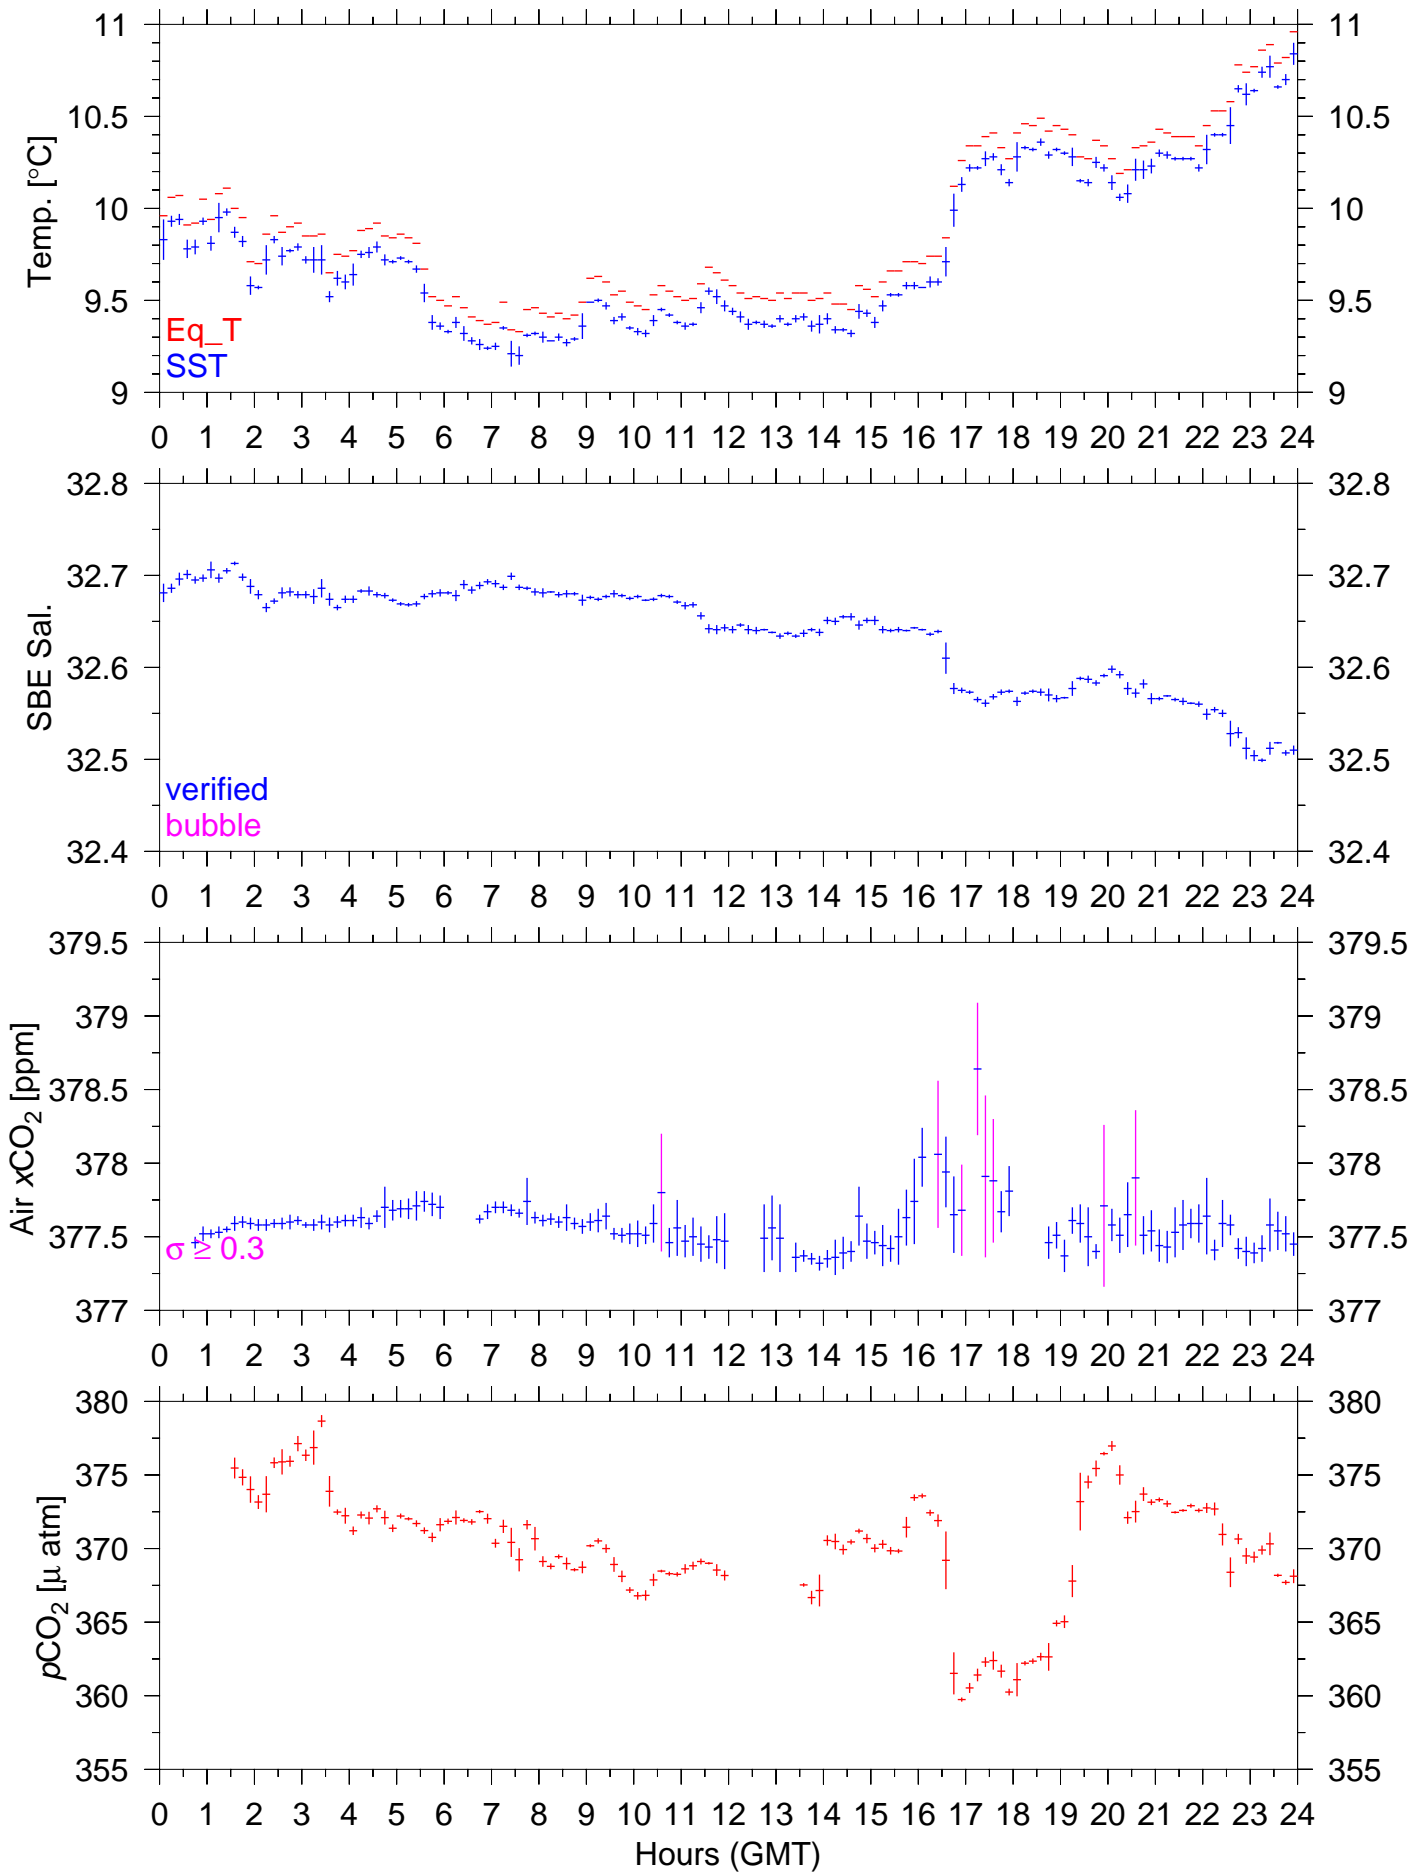 11 11
10.5 10.5
10 10
9.5 9.5
9 9
Temp. [°C]
Eq_T
SST
0 1 2 3 4 5 6 7 8 9 10 11 12 13 14 15 16 17 18 19 20 21 22 23 24
32.8 32.8
32.7 32.7
32.6 32.6
32.5 32.5
32.4 32.4
SBE Sal.
verified
bubble
0 1 2 3 4 5 6 7 8 9 10 11 12 13 14 15 16 17 18 19 20 21 22 23 24
379.5 379.5
379 379
378.5 378.5
378 378
377.5 377.5
377 377
Air xCO₂ [ppm]
σ ≥ 0.3
0 1 2 3 4 5 6 7 8 9 10 11 12 13 14 15 16 17 18 19 20 21 22 23 24
380 380
375 375
370 370
365 365
360 360
355 355
pCO₂ [μ atm]
0 1 2 3 4 5 6 7 8 9 10 11 12 13 14 15 16 17 18 19 20 21 22 23 24
Hours (GMT)